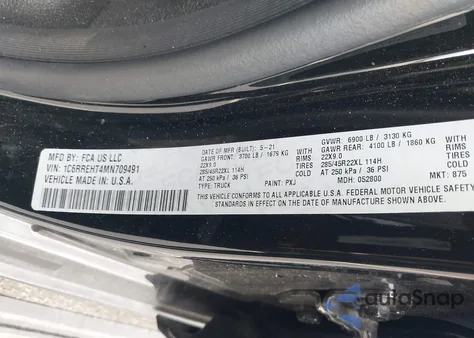 MFD BY: FCA US LLC
DATE OF MFR (BUILT): 5-21
GVWR: 6900 LB / 3130 KG
GAWR FRONT: 3700 LB / 1679 KG
GAWR REAR: 4100 LB / 1860 KG
22X9.0 RIMS
22X9.0 RIMS
285/45R22XL 114H TIRES
285/45R22XL 114H TIRES
AT 250 kPa / 36 PSI COLD
AT 250 kPa / 36 PSI COLD
VIN: 1C6RREHT4MN709491
TYPE: TRUCK
PAINT: PXJ
MDH: 052800
MKT: 875
VEHICLE MADE IN U.S.A.
THIS VEHICLE CONFORMS TO ALL APPLICABLE U.S.A. FEDERAL MOTOR VEHICLE SAFETY
STANDARDS IN EFFECT ON THE DATE OF MANUFACTURE SHOWN ABOVE.
autoSnap